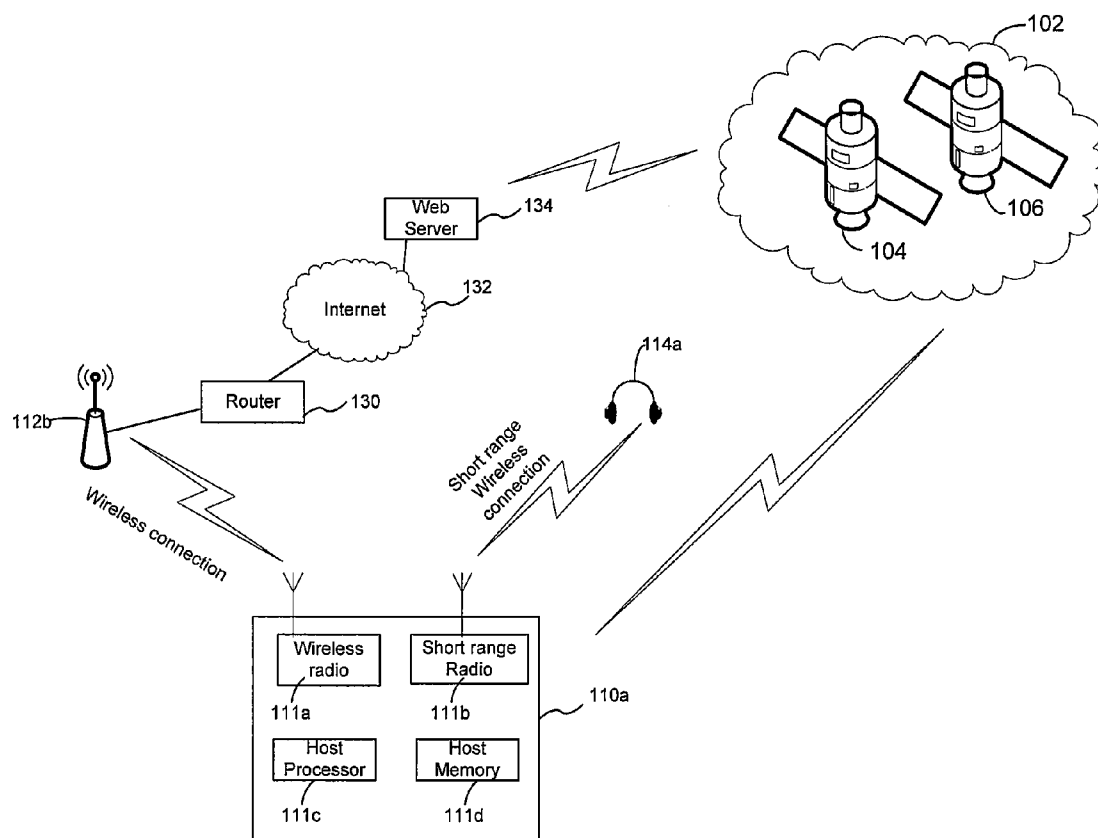 102
106
104
Web
Server
134
Internet
132
114a
Router
130
112b
Short range
Wireless
connection
Wireless connection
Wireless
radio
Short range
Radio
111a
111b
110a
Host
Processor
Host
Memory
111c
111d